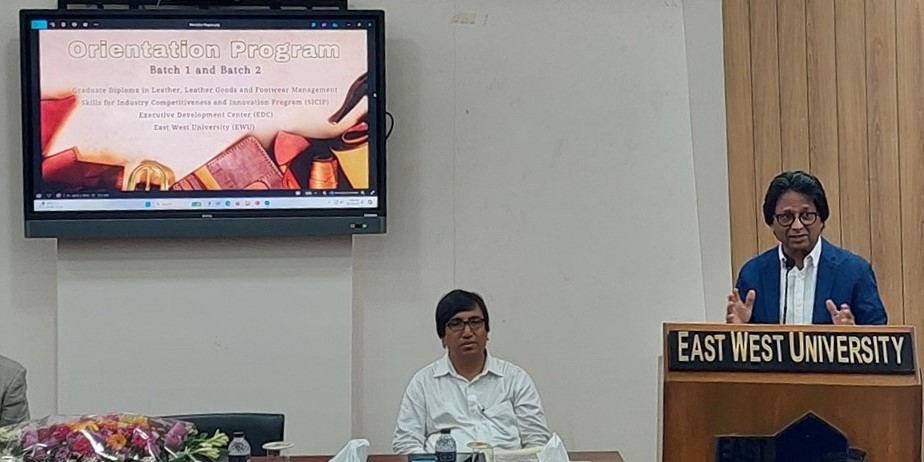 Orientation Program
Batch 1 and Batch 2
Graduate Diploma in Leather, Leather Goods and Footwear Management
Skills for Industry Competitiveness and Innovation Program (SICIP)
Executive Development Center (EDC)
East West University (EWU)
EAST WEST UNIVERSITY
EAST